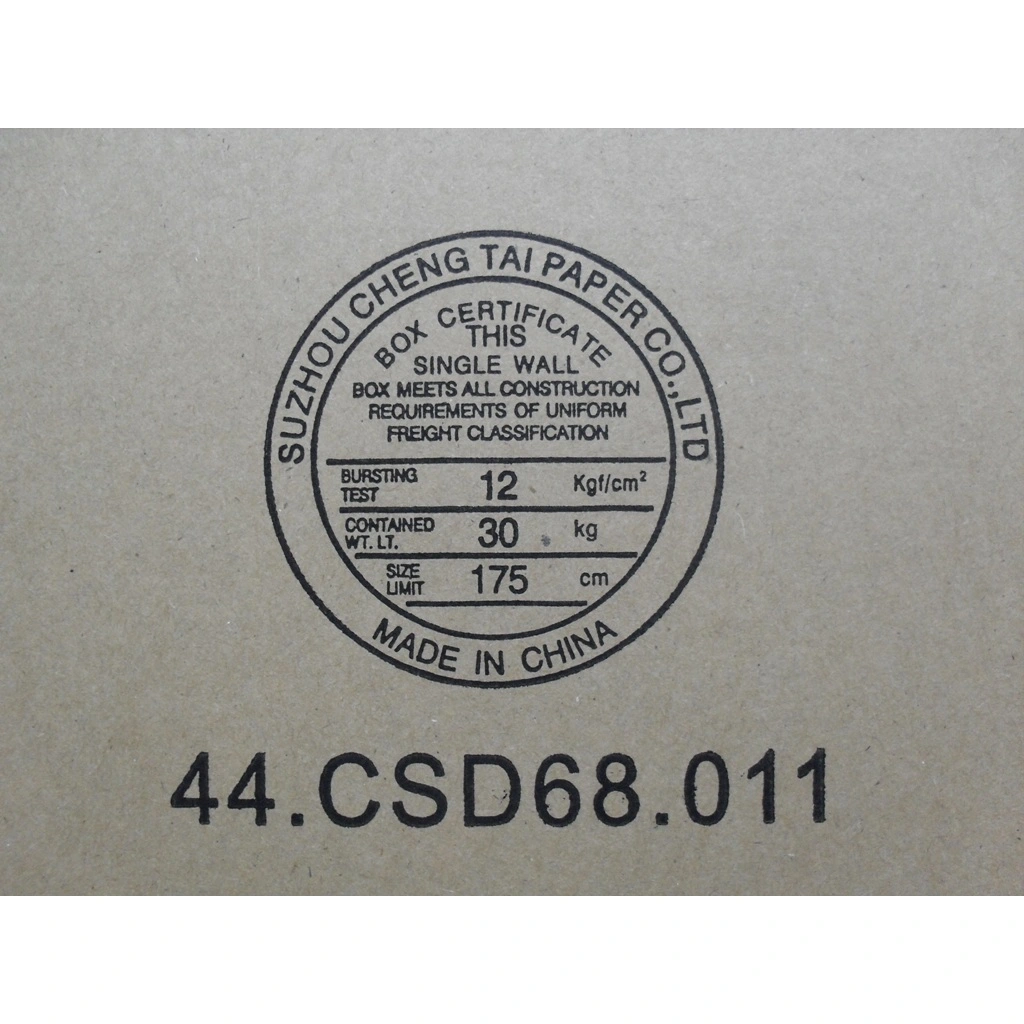 SUZHOU CHENG TAI PAPER CO.,LTD
BOX CERTIFICATE
THIS
SINGLE WALL
BOX MEETS ALL CONSTRUCTION
REQUIREMENTS OF UNIFORM
FREIGHT CLASSIFICATION
BURSTING TEST 12 Kgf/cm²
CONTAINED WT. LT. 30 kg
SIZE LIMIT 175 cm
MADE IN CHINA
44.CSD68.011